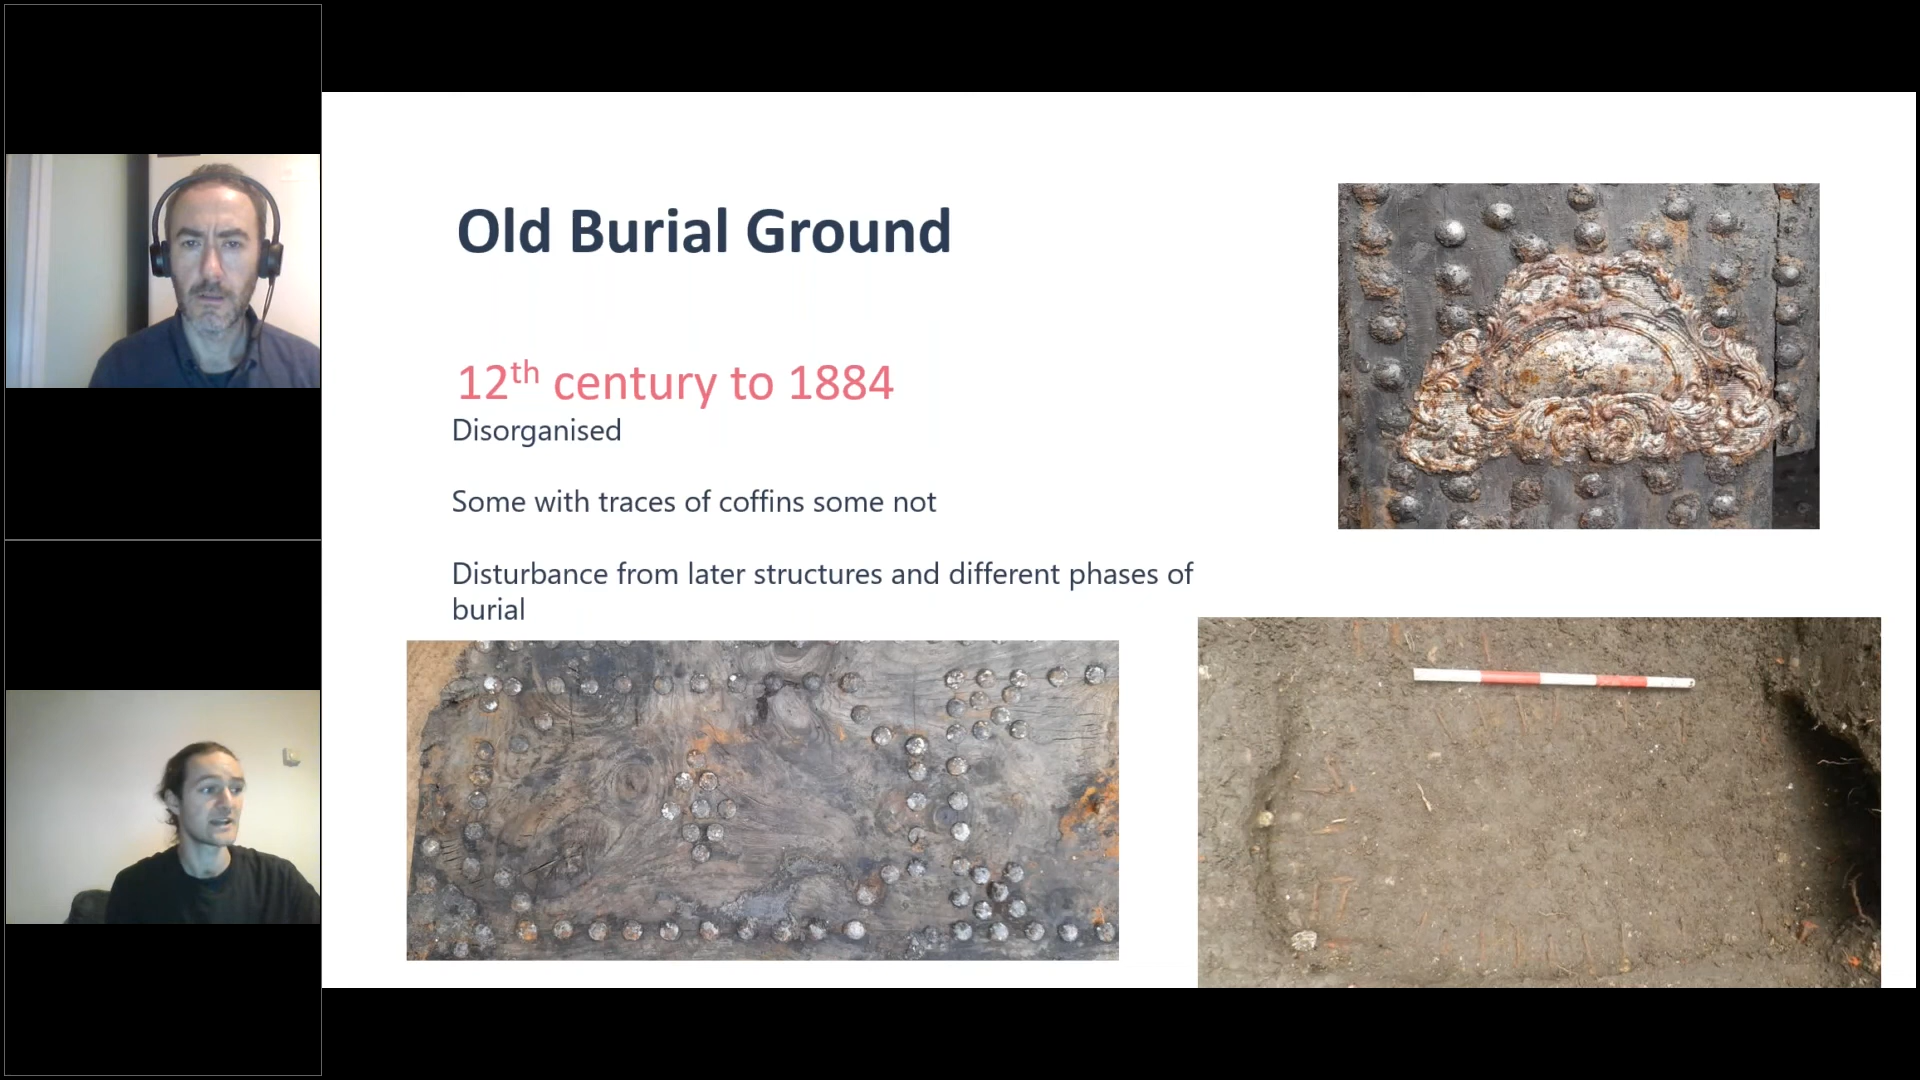 Old Burial Ground
12th century to 1884
Disorganised
Some with traces of coffins some not
Disturbance from later structures and different phases of
burial